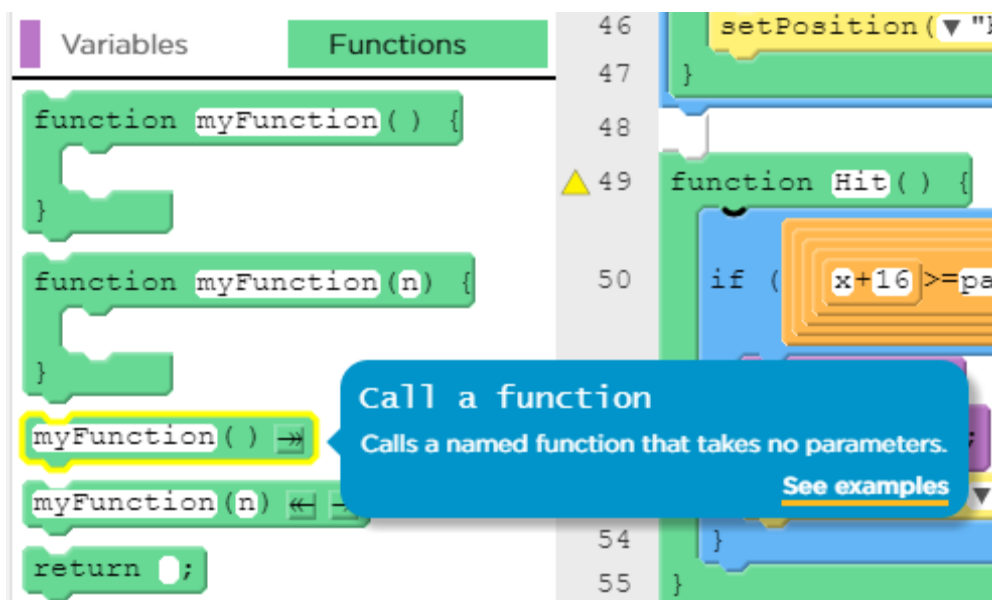 Variables Functions
function myFunction() {
}
function myFunction(n) {
}
myFunction()
myFunction(n)
return ;
Call a function
Calls a named function that takes no parameters.
See examples
46 setPosition(▼ "
47 }
48
49 function Hit() {
50 if ( x+16>=pa
;
▼
54 }
55 }